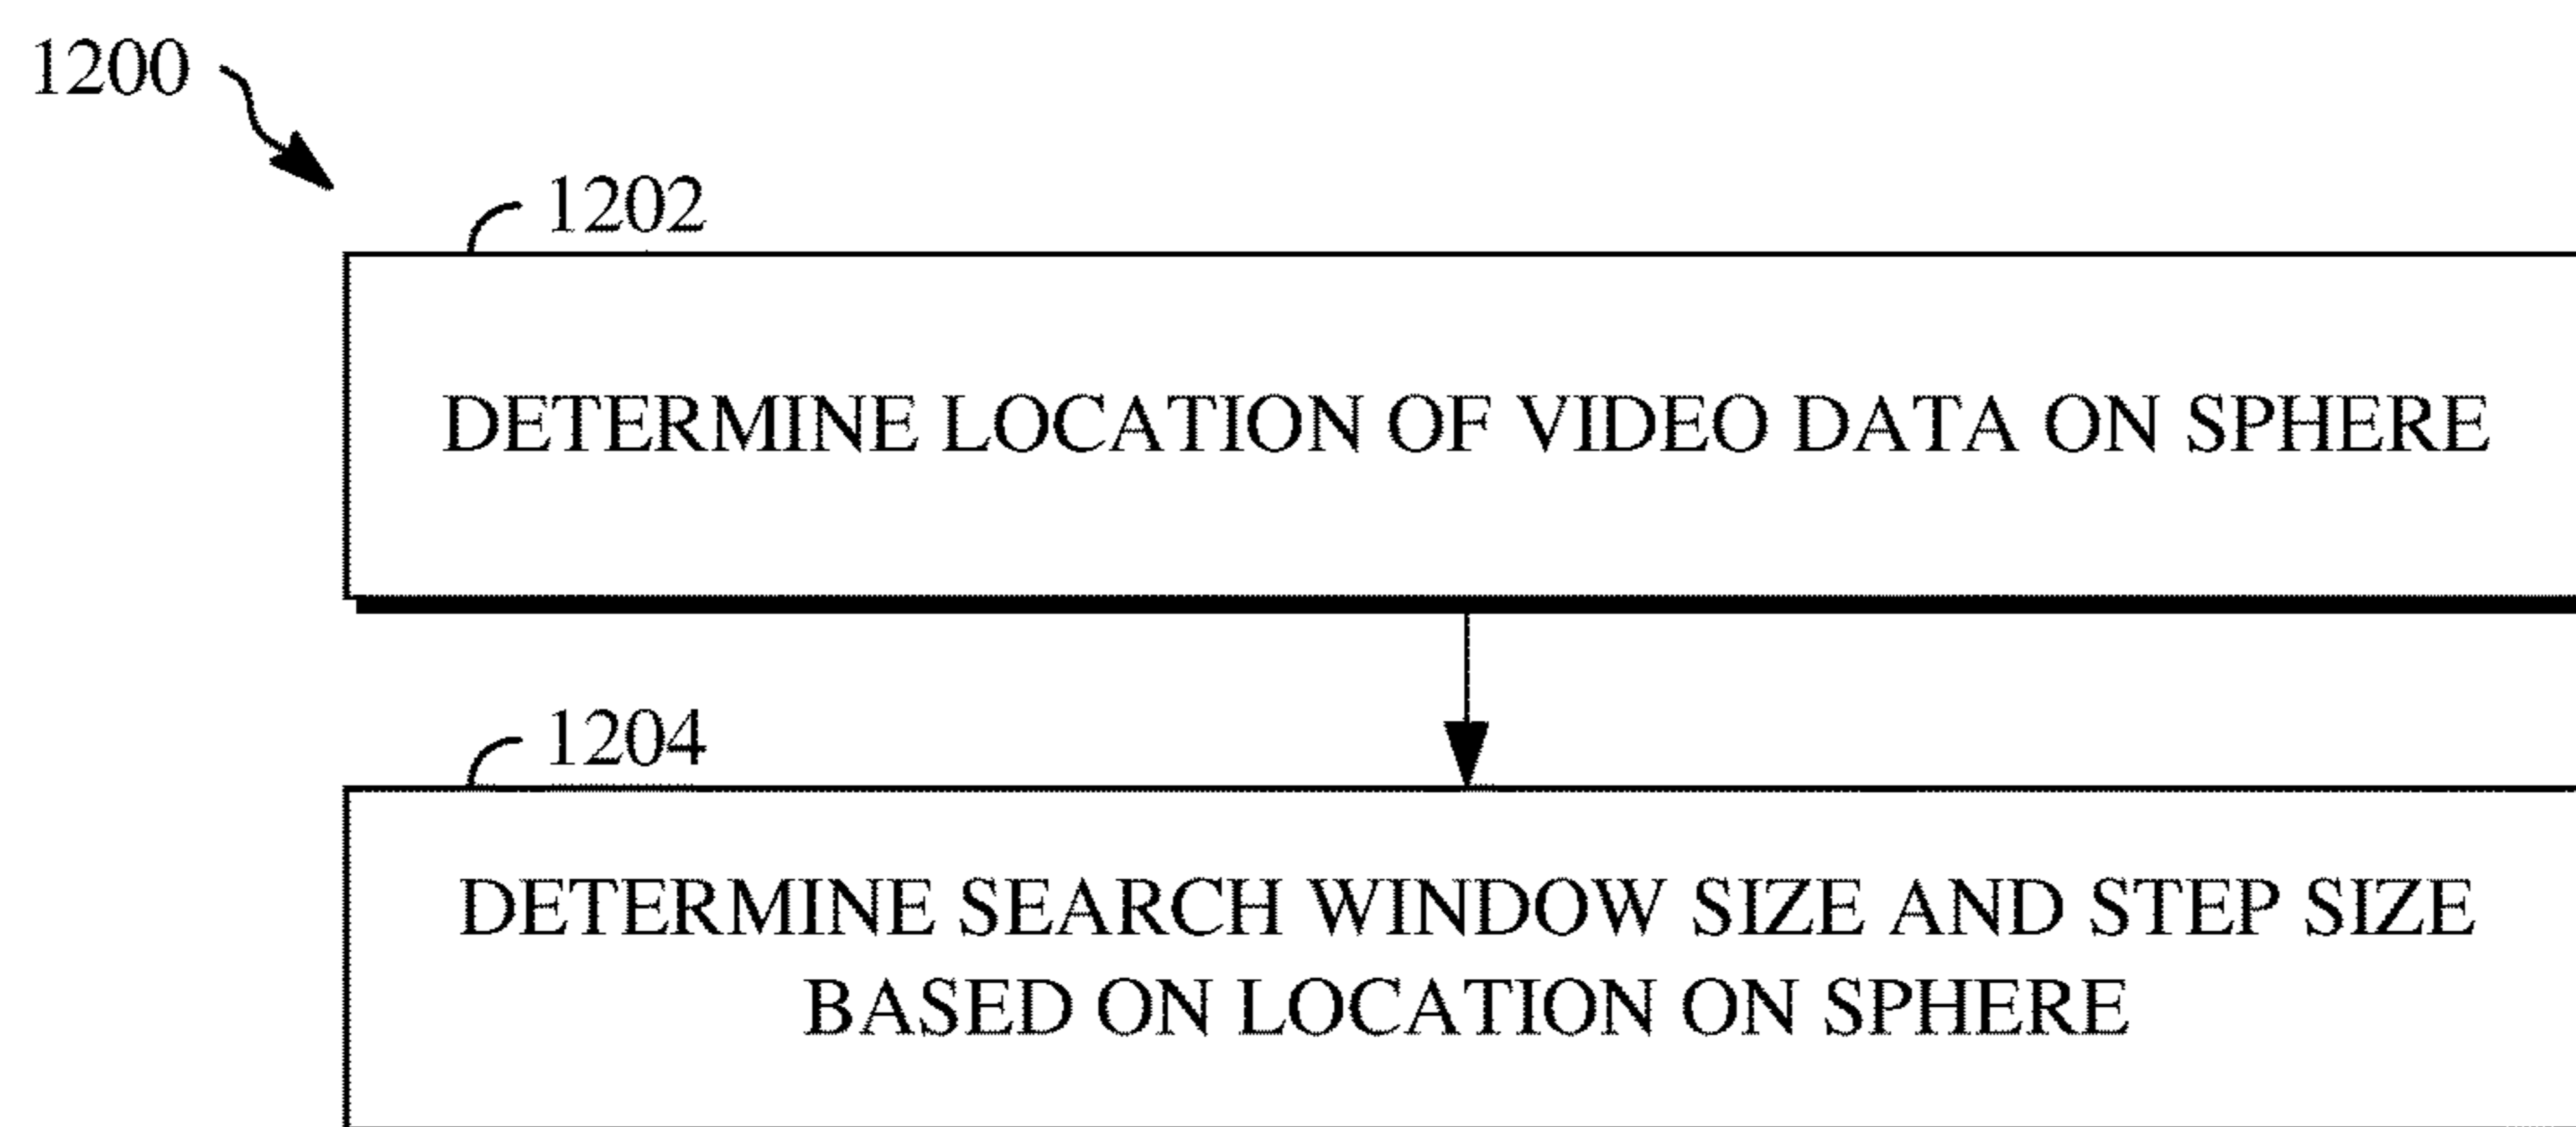 1200
1202
DETERMINE LOCATION OF VIDEO DATA ON SPHERE
1204
DETERMINE SEARCH WINDOW SIZE AND STEP SIZE
BASED ON LOCATION ON SPHERE